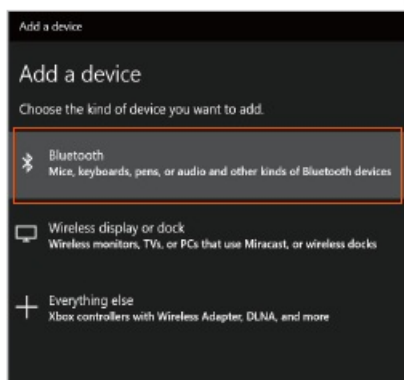 Add a device
Add a device
Choose the kind of device you want to add.
Bluetooth
Mice, keyboards, pens, or audio and other kinds of Bluetooth devices
Wireless display or dock
Wireless monitors, TVs, or PCs that use Miracast, or wireless docks
Everything else
Xbox controllers with Wireless Adapter, DLNA, and more